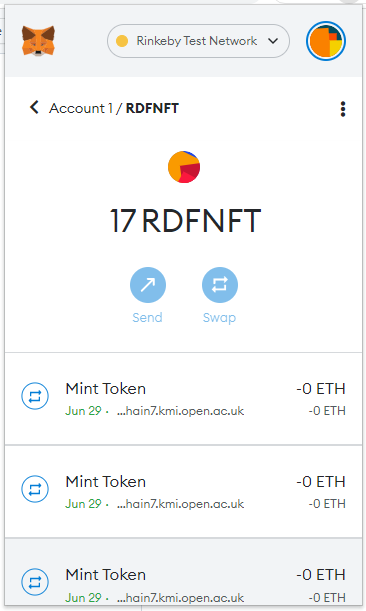 Rinkeby Test Network
Account 1 / RDFNFT
17 RDFNFT
Send Swap
Mint Token -0 ETH
Jun 29 · ...hain7.kmi.open.ac.uk -0 ETH
Mint Token -0 ETH
Jun 29 · ...hain7.kmi.open.ac.uk -0 ETH
Mint Token -0 ETH
Jun 29 · ...hain7.kmi.open.ac.uk -0 ETH